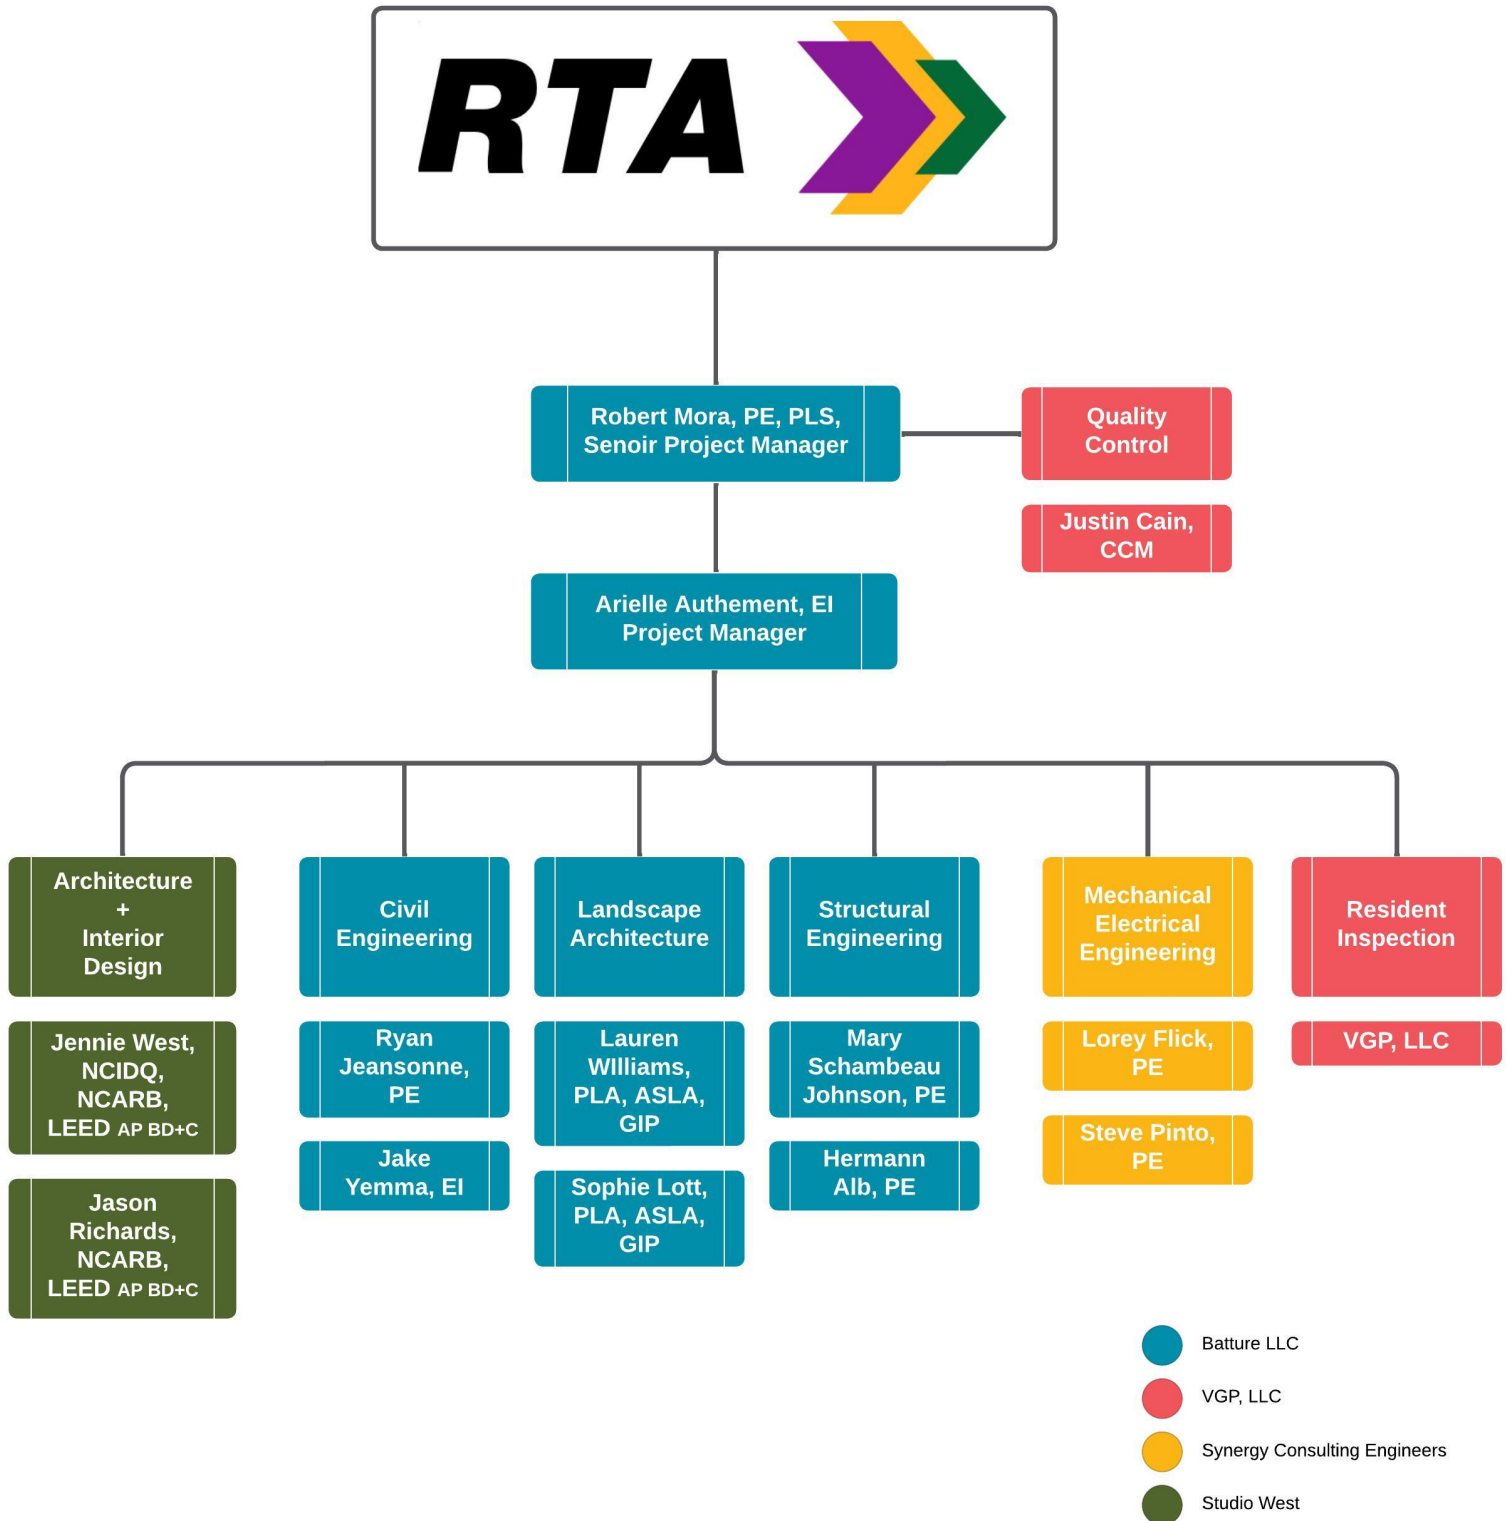 RTA
Robert Mora, PE, PLS,
Senoir Project Manager
Quality
Control
Justin Cain,
CCM
Arielle Authement, EI
Project Manager
Architecture
+
Interior
Design
Jennie West,
NCIDQ,
NCARB,
LEED AP BD+C
Jason
Richards,
NCARB,
LEED AP BD+C
Civil
Engineering
Ryan
Jeansonne,
PE
Jake
Yemma, EI
Landscape
Architecture
Lauren
WIlliams,
PLA, ASLA,
GIP
Sophie Lott,
PLA, ASLA,
GIP
Structural
Engineering
Mary
Schambeau
Johnson, PE
Hermann
Alb, PE
Mechanical
Electrical
Engineering
Lorey Flick,
PE
Steve Pinto,
PE
Resident
Inspection
VGP, LLC
Batture LLC
VGP, LLC
Synergy Consulting Engineers
Studio West